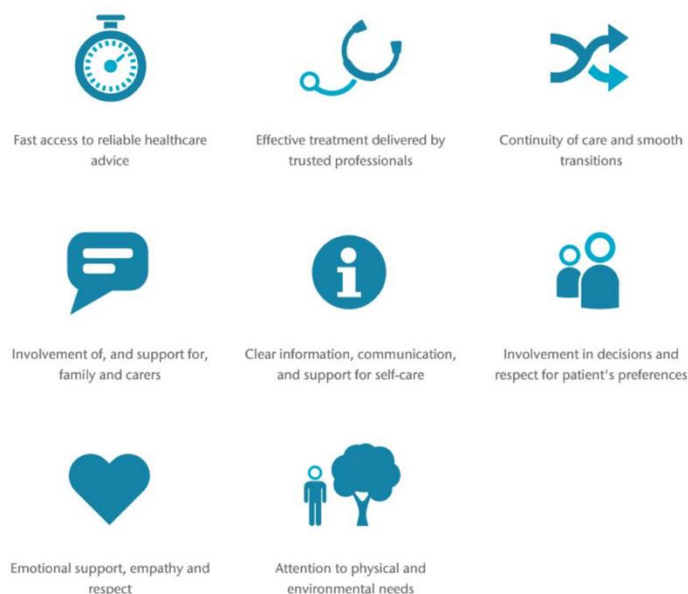 Fast access to reliable healthcare
advice
Effective treatment delivered by
trusted professionals
Continuity of care and smooth
transitions
Involvement of, and support for,
family and carers
Clear information, communication,
and support for self-care
Involvement in decisions and
respect for patient's preferences
Emotional support, empathy and
respect
Attention to physical and
environmental needs